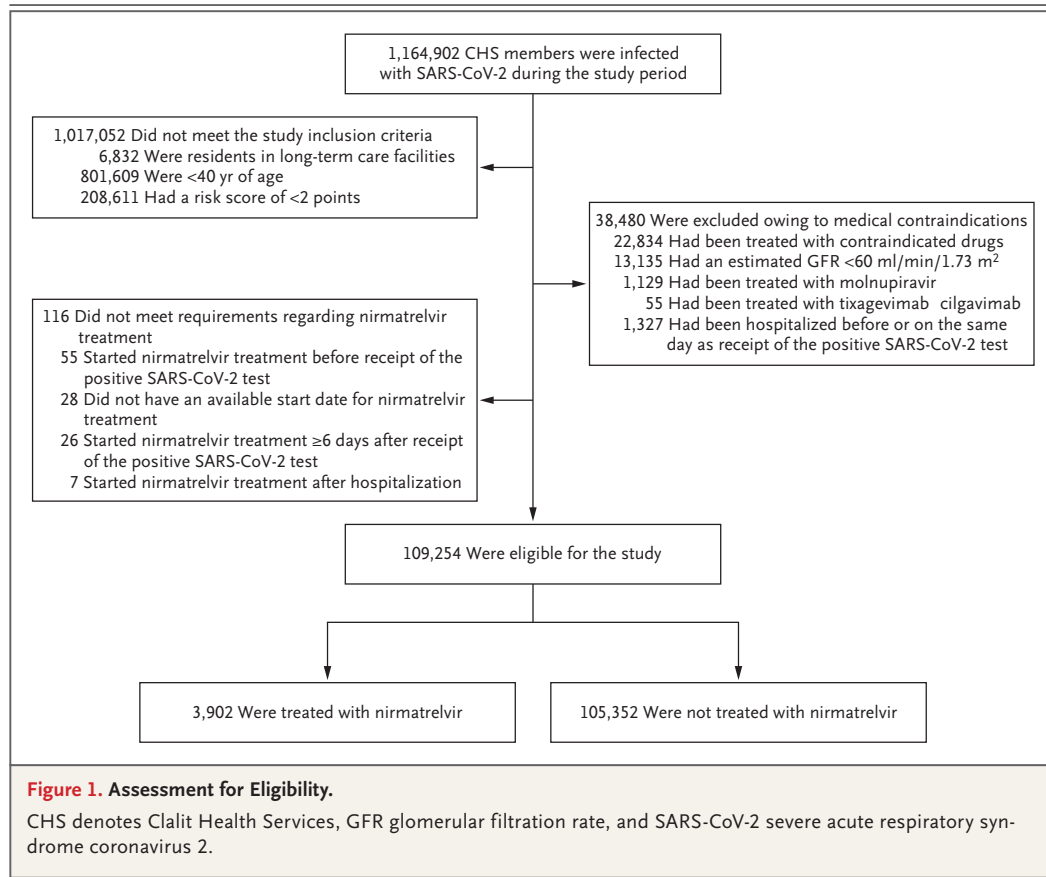 1,164,902 CHS members were infected
with SARS-CoV-2 during the study period
1,017,052 Did not meet the study inclusion criteria
6,832 Were residents in long-term care facilities
801,609 Were <40 yr of age
208,611 Had a risk score of <2 points
38,480 Were excluded owing to medical contraindications
22,834 Had been treated with contraindicated drugs
13,135 Had an estimated GFR <60 ml/min/1.73 m²
1,129 Had been treated with molnupiravir
55 Had been treated with tixagevimab cilgavimab
1,327 Had been hospitalized before or on the same
day as receipt of the positive SARS-CoV-2 test
116 Did not meet requirements regarding nirmatrelvir
treatment
55 Started nirmatrelvir treatment before receipt of the
positive SARS-CoV-2 test
28 Did not have an available start date for nirmatrelvir
treatment
26 Started nirmatrelvir treatment ≥6 days after receipt
of the positive SARS-CoV-2 test
7 Started nirmatrelvir treatment after hospitalization
109,254 Were eligible for the study
3,902 Were treated with nirmatrelvir
105,352 Were not treated with nirmatrelvir
Figure 1. Assessment for Eligibility.
CHS denotes Clalit Health Services, GFR glomerular filtration rate, and SARS-CoV-2 severe acute respiratory syn-
drome coronavirus 2.